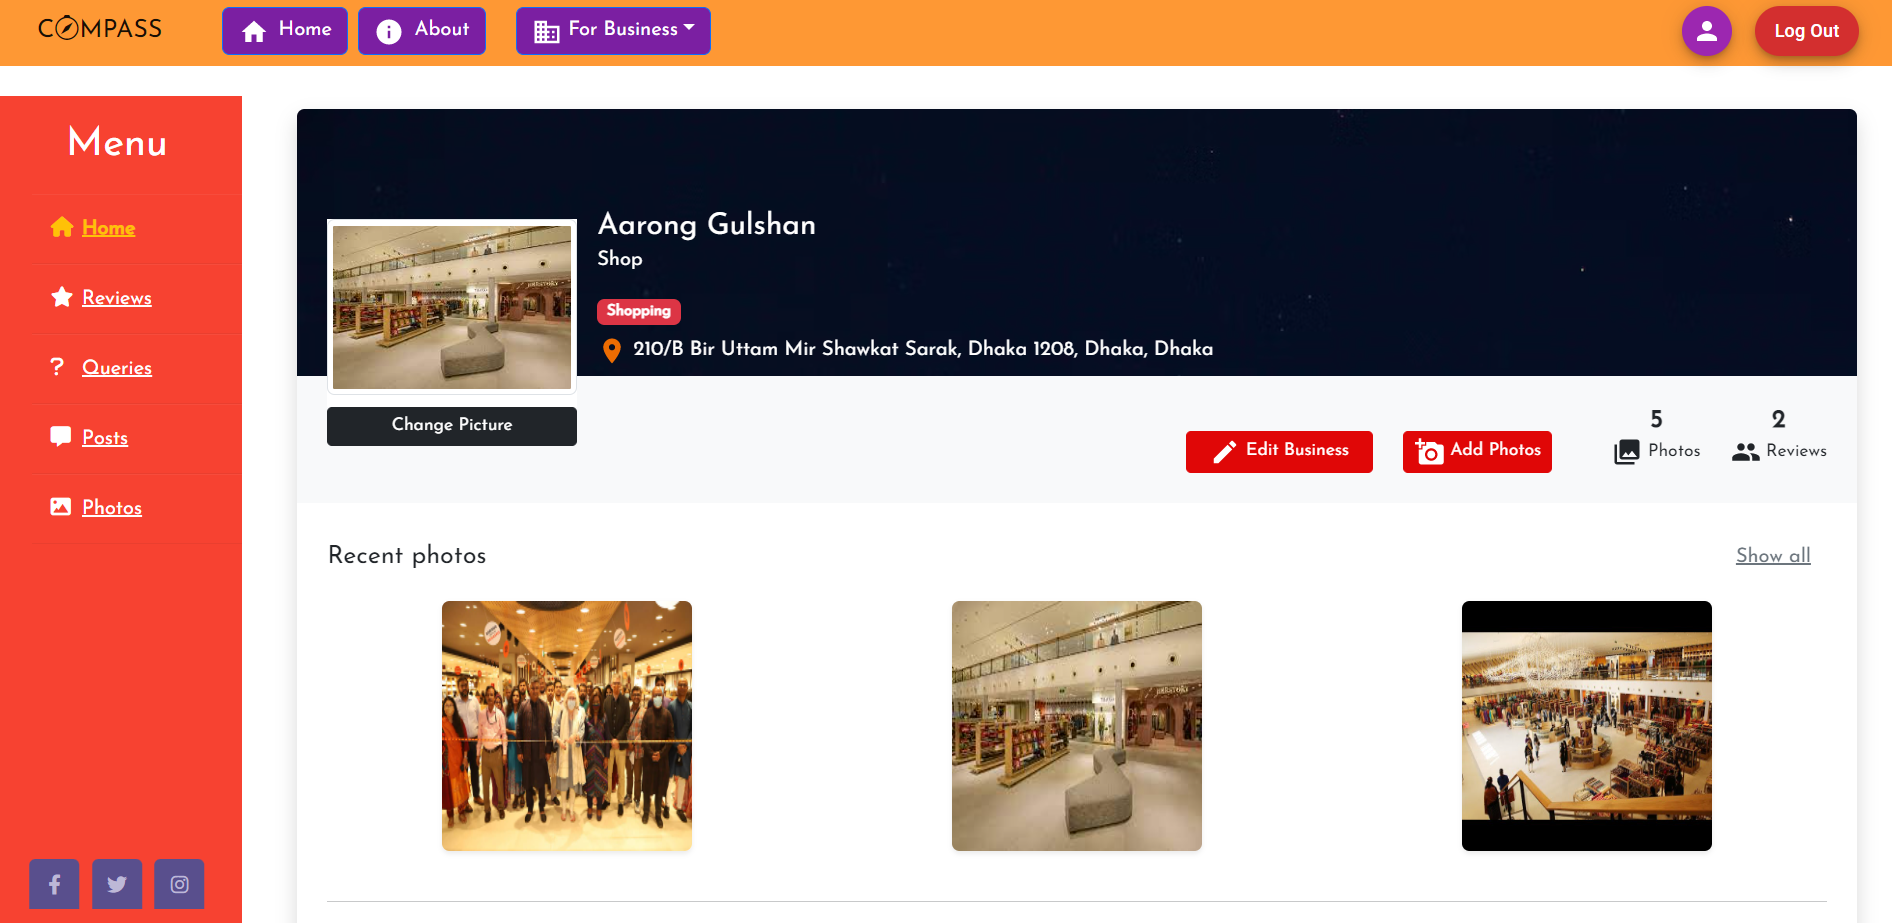 COMPASS
Home
About
For Business
Log Out
Menu
Home
Reviews
Queries
Posts
Photos
Aarong Gulshan
Shop
Shopping
210/B Bir Uttam Mir Shawkat Sarak, Dhaka 1208, Dhaka, Dhaka
Change Picture
Edit Business
Add Photos
5
Photos
2
Reviews
Recent photos
Show all